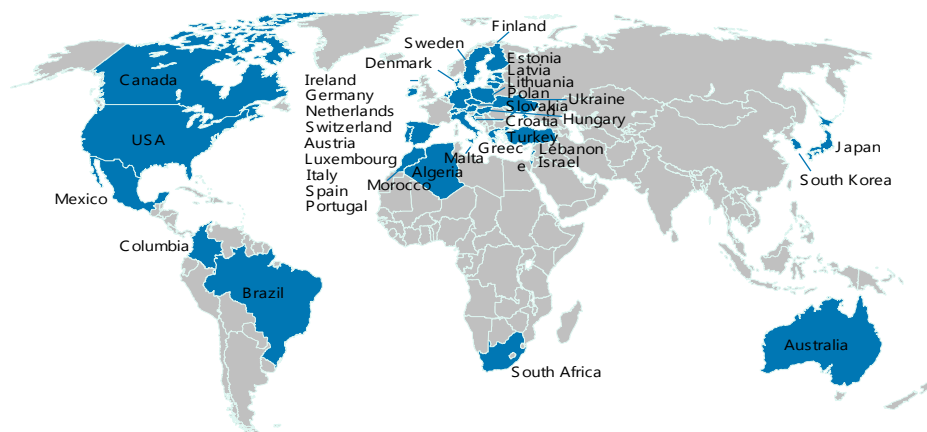 Finland
Sweden
Denmark
Estonia
Latvia
Lithuania
Polan
d
Ukraine
Slovakia
Hungary
Croatia
Turkey
Greec
e
Lebanon
Israel
Malta
Algeria
Morocco
Ireland
Germany
Netherlands
Switzerland
Austria
Luxembourg
Italy
Spain
Portugal
Canada
USA
Mexico
Columbia
Brazil
South Africa
Japan
South Korea
Australia